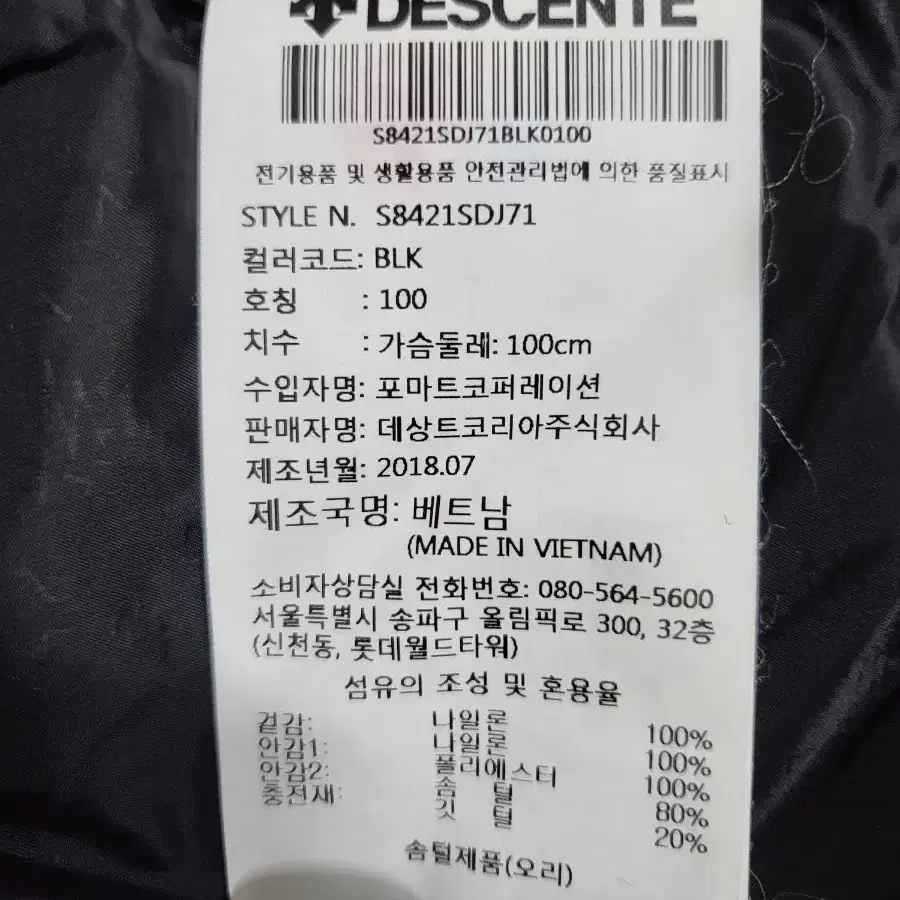 DESCENTE
S8421SDJ71BLK0100
전기용품 및 생활용품 안전관리법에 의한 품질표시
STYLE N. S8421SDJ71
컬러코드: BLK
호칭 : 100
치수 : 가슴둘레: 100cm
수입자명: 포마트코퍼레이션
판매자명: 데상트코리아주식회사
제조년월: 2018.07
제조국명: 베트남
(MADE IN VIETNAM)
소비자상담실 전화번호: 080-564-5600
서울특별시 송파구 올림픽로 300, 32층
(신천동, 롯데월드타워)
섬유의 조성 및 혼용율
겉감: 나일론 100%
안감1: 나일론 100%
안감2: 폴리에스터 100%
충전재: 솜 털 80%
깃 털 20%
솜털제품(오리)